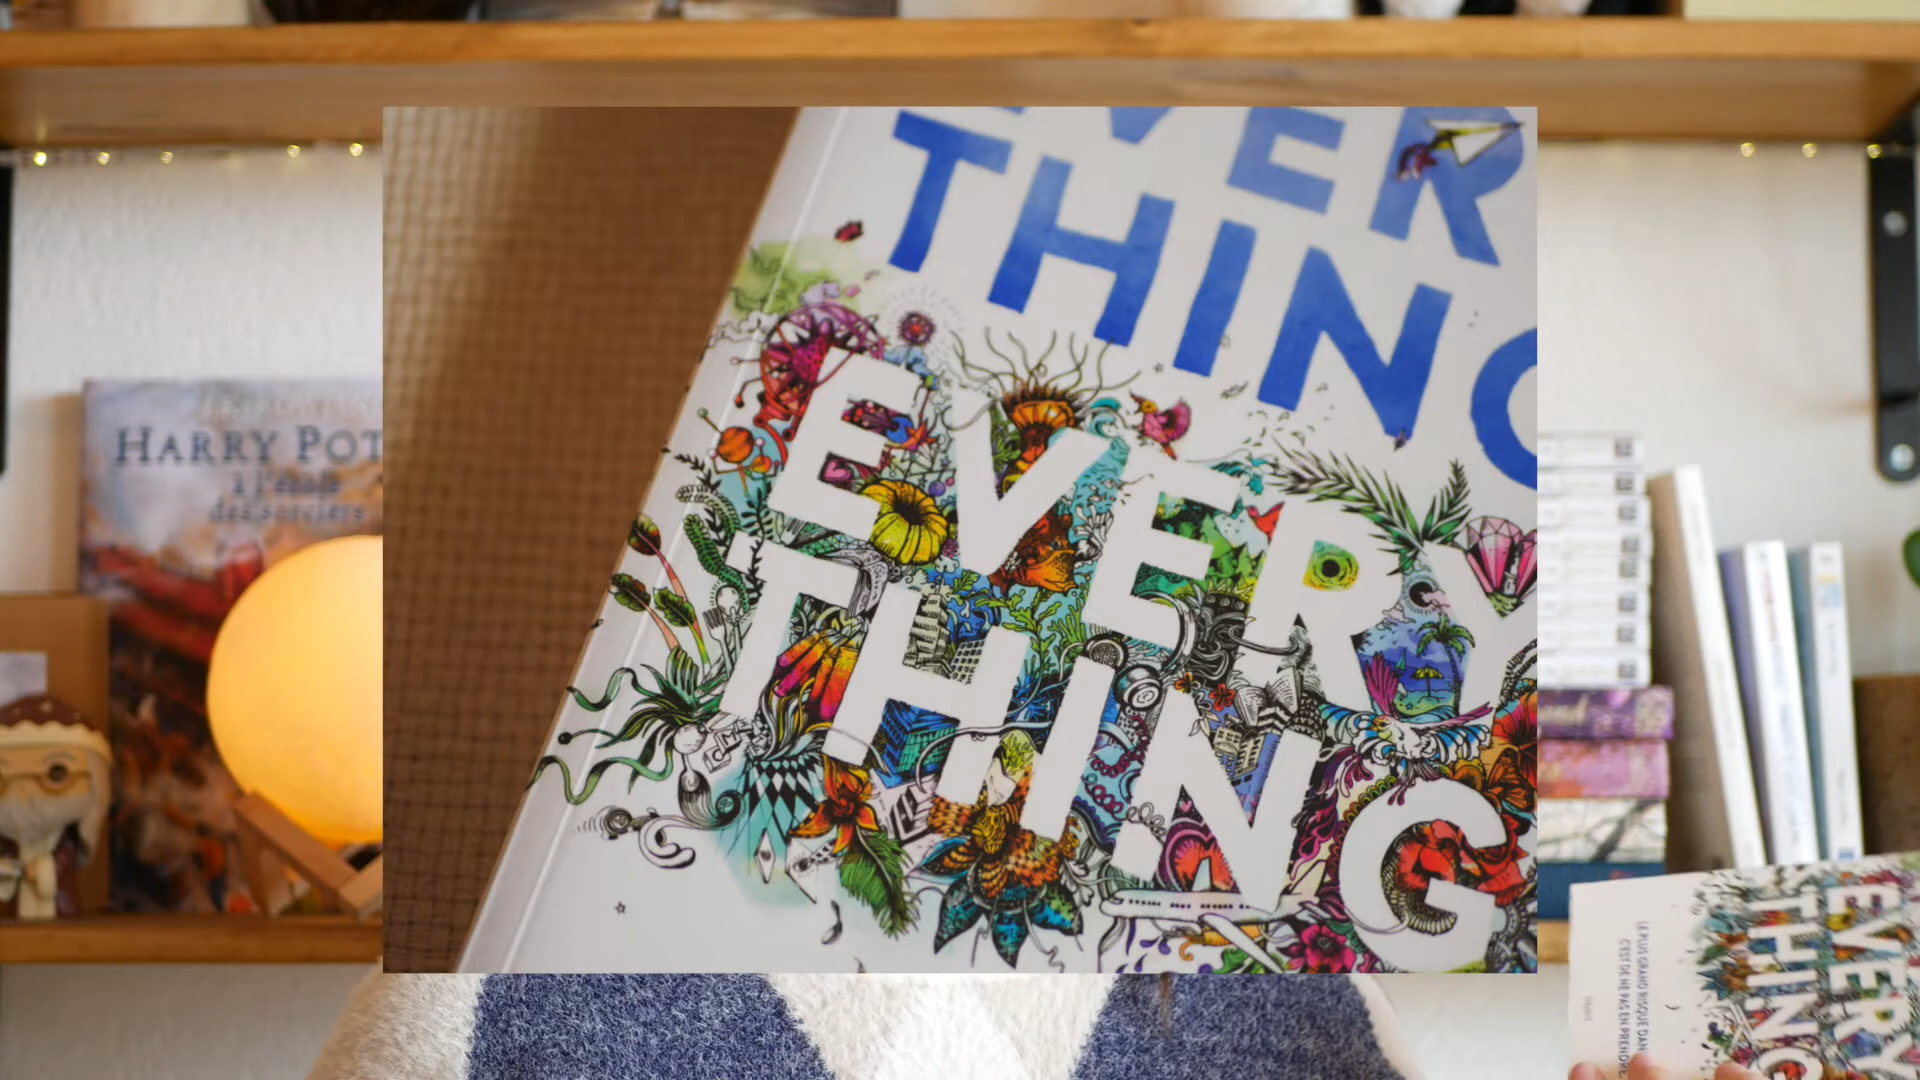 EVER
THING
EVERY
THING
HARRY POT
à l'école
des sorciers
EVERY
THING
LE PLUS GRAND RISQUE DAN
C'EST DE NE PAS EN PRENDRE.